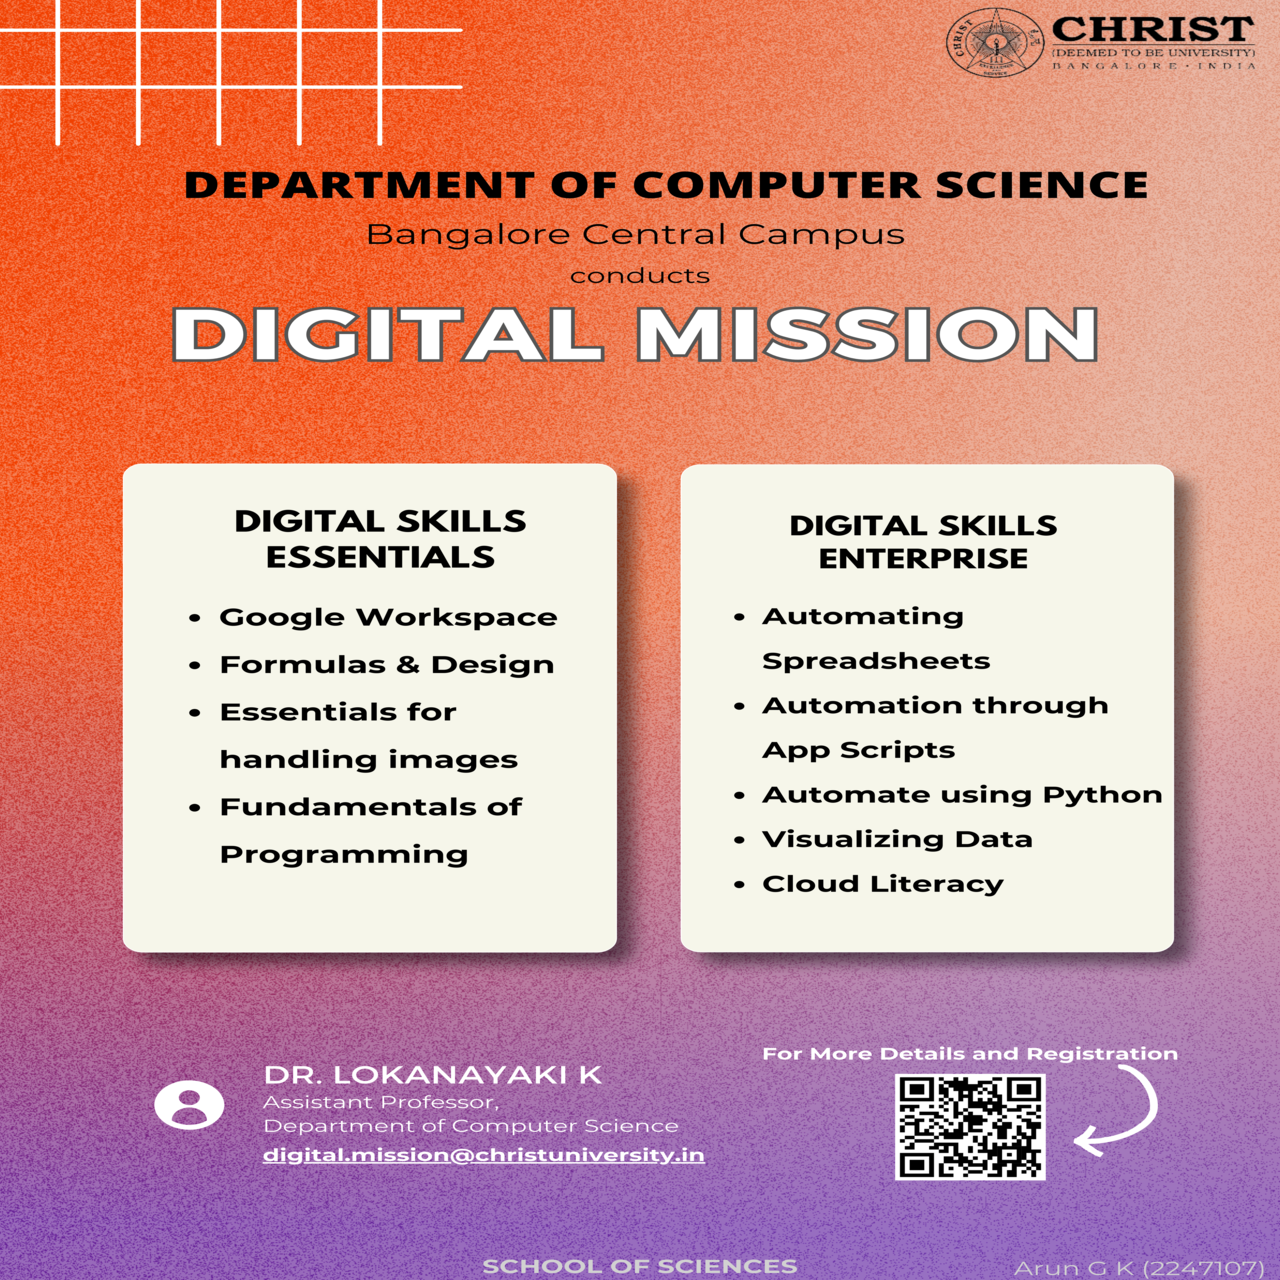 CHRIST
(DEEMED TO BE UNIVERSITY)
BANGALORE · INDIA
DEPARTMENT OF COMPUTER SCIENCE
Bangalore Central Campus
conducts
DIGITAL MISSION
DIGITAL SKILLS
ESSENTIALS
• Google Workspace
• Formulas & Design
• Essentials for
handling images
• Fundamentals of
Programming
DIGITAL SKILLS
ENTERPRISE
• Automating
Spreadsheets
• Automation through
App Scripts
• Automate using Python
• Visualizing Data
• Cloud Literacy
DR. LOKANAYAKI K
Assistant Professor,
Department of Computer Science
digital.mission@christuniversity.in
For More Details and Registration
SCHOOL OF SCIENCES
Arun G K (2247107)